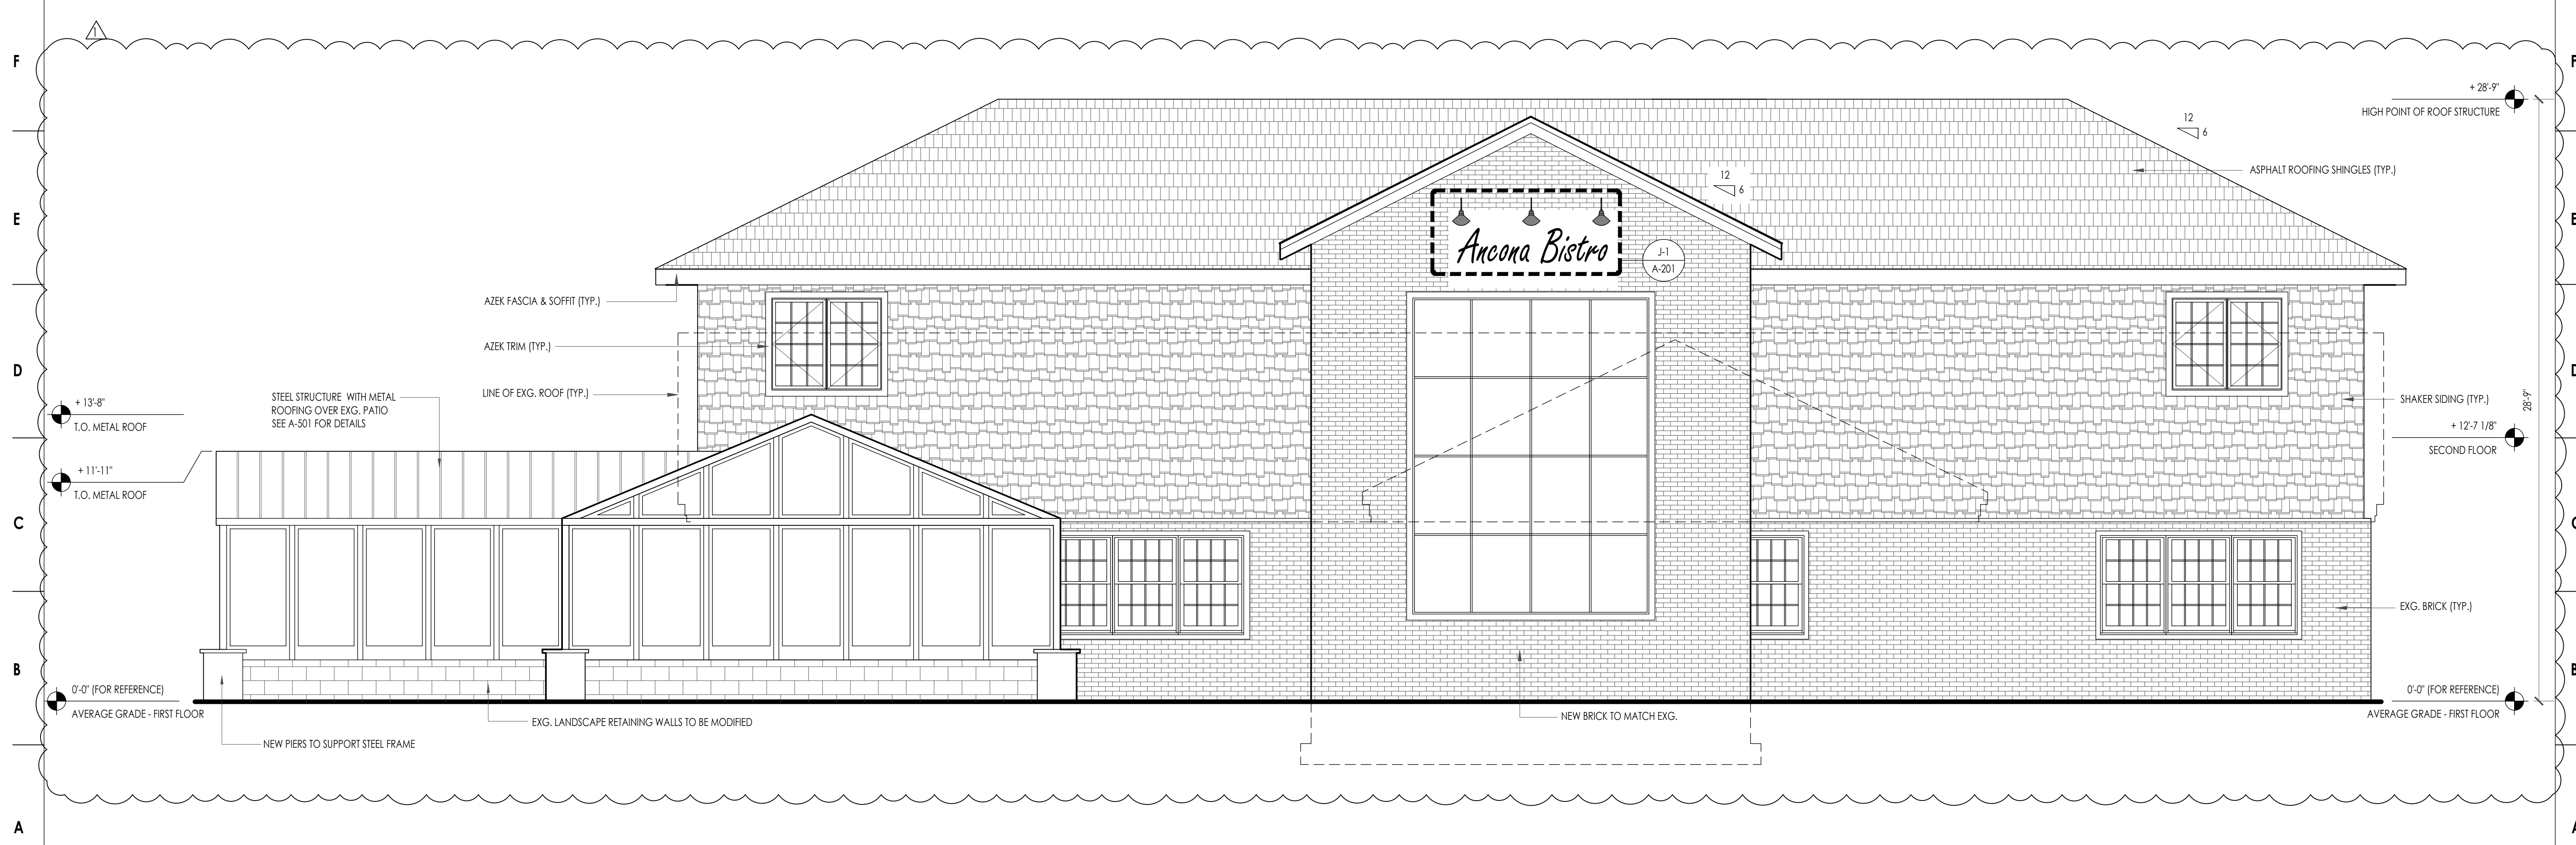 1
F
F
+ 28'-9"
HIGH POINT OF ROOF STRUCTURE
12
6
ASPHALT ROOFING SHINGLES (TYP.)
12
6
E
E
Ancona Bistro
J-1
A-201
AZEK FASCIA & SOFFIT (TYP.)
AZEK TRIM (TYP.)
LINE OF EXG. ROOF (TYP.)
D
D
STEEL STRUCTURE WITH METAL
ROOFING OVER EXG. PATIO
SEE A-501 FOR DETAILS
+ 13'-8"
T.O. METAL ROOF
+ 11'-11"
T.O. METAL ROOF
28'-9"
SHAKER SIDING (TYP.)
+ 12'-7 1/8"
SECOND FLOOR
C
C
EXG. BRICK (TYP.)
B
B
0'-0" (FOR REFERENCE)
AVERAGE GRADE - FIRST FLOOR
0'-0" (FOR REFERENCE)
AVERAGE GRADE - FIRST FLOOR
EXG. LANDSCAPE RETAINING WALLS TO BE MODIFIED
NEW BRICK TO MATCH EXG.
NEW PIERS TO SUPPORT STEEL FRAME
A
A